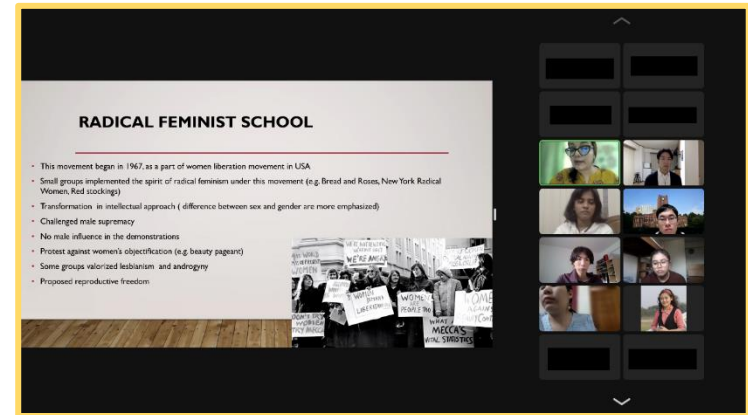 RADICAL FEMINIST SCHOOL
• This movement began in 1967, as a part of women liberation movement in USA
• Small groups implemented the spirit of radical feminism under this movement (e.g. Bread and Roses, New York Radical
Women, Red stockings)
• Transformation in intellectual approach ( difference between sex and gender are more emphasized)
• Challenged male supremacy
• No male influence in the demonstrations
• Protest against women's objectification (e.g. beauty pageant)
• Some groups valorized lesbianism and androgyny
• Proposed reproductive freedom
WE'RE
WOMEN
PEOPLE TOO
WHAT
MECCA'S
VITAL STATISTICS